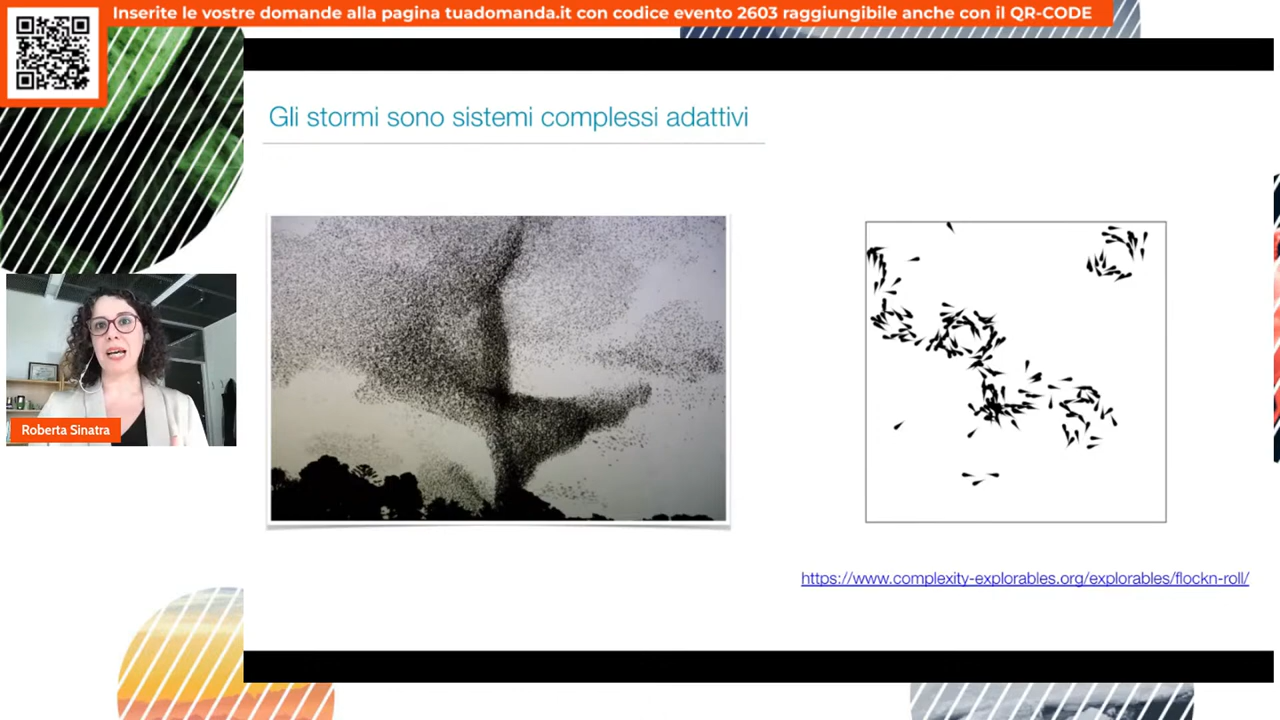 Inserite le vostre domande alla pagina tuadomanda.it con codice evento 2603 raggiungibile anche con il QR-CODE
Gli stormi sono sistemi complessi adattivi
Roberta Sinatra
https://www.complexity-explorables.org/explorables/flockn-roll/